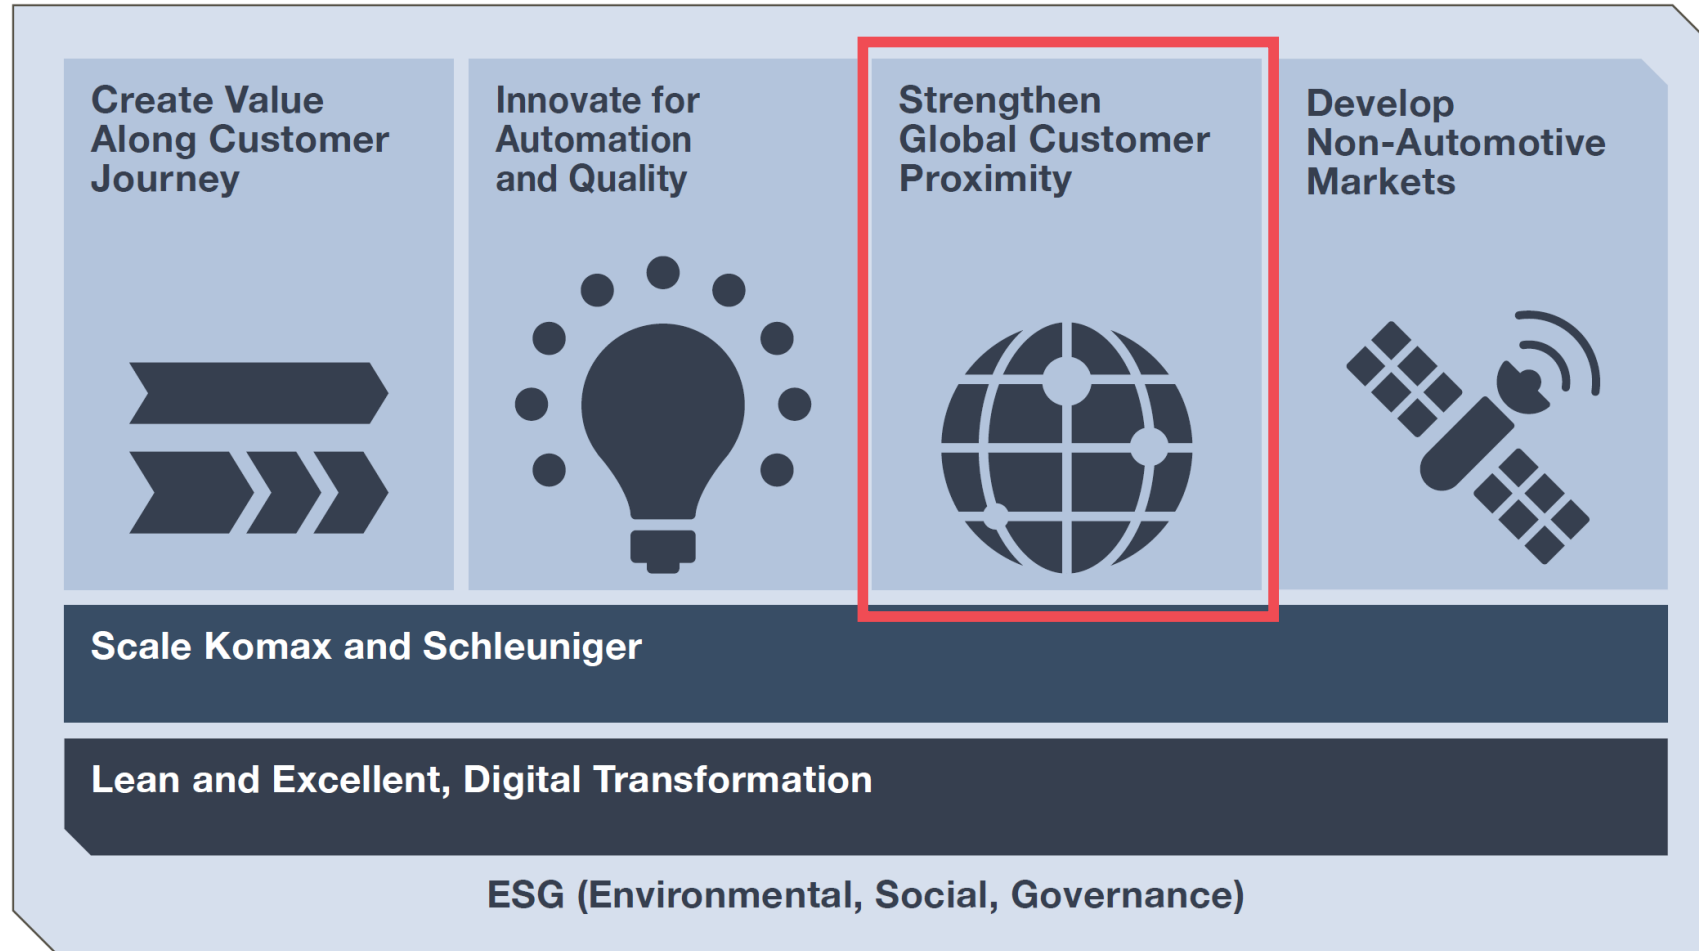 Create Value
Along Customer
Journey
Innovate for
Automation
and Quality
Strengthen
Global Customer
Proximity
Develop
Non-Automotive
Markets
Scale Komax and Schleuniger
Lean and Excellent, Digital Transformation
ESG (Environmental, Social, Governance)